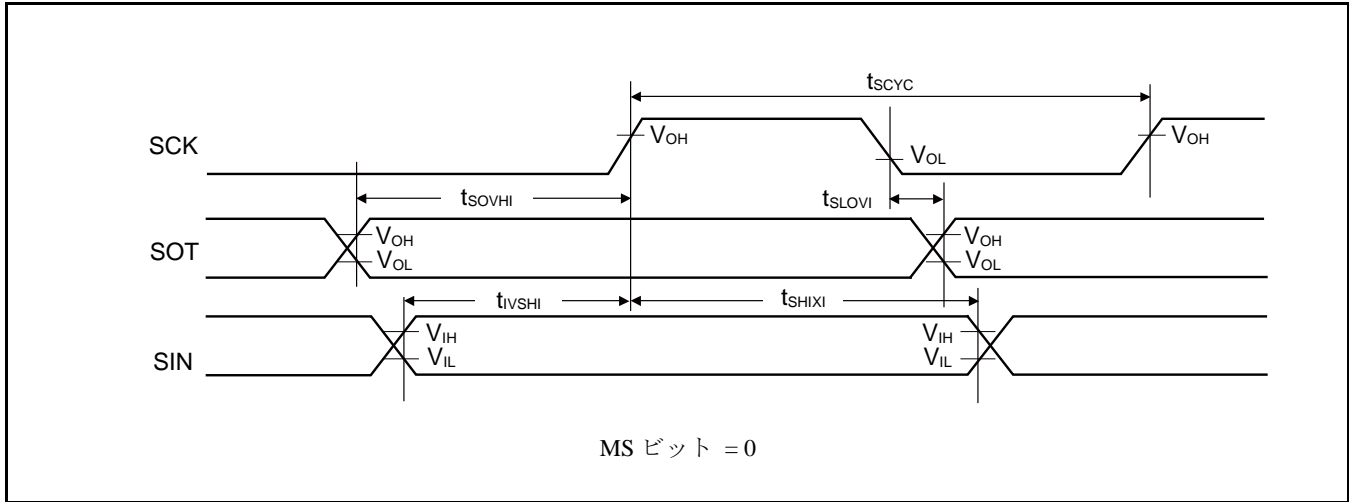 tSCYC
SCK
VOH
VOL
VOH
tSOVHI
tSLOVI
SOT
VOH
VOL
VOH
VOL
tIVSHI
tSHIXI
SIN
VIH
VIL
VIH
VIL
MS ビット = 0